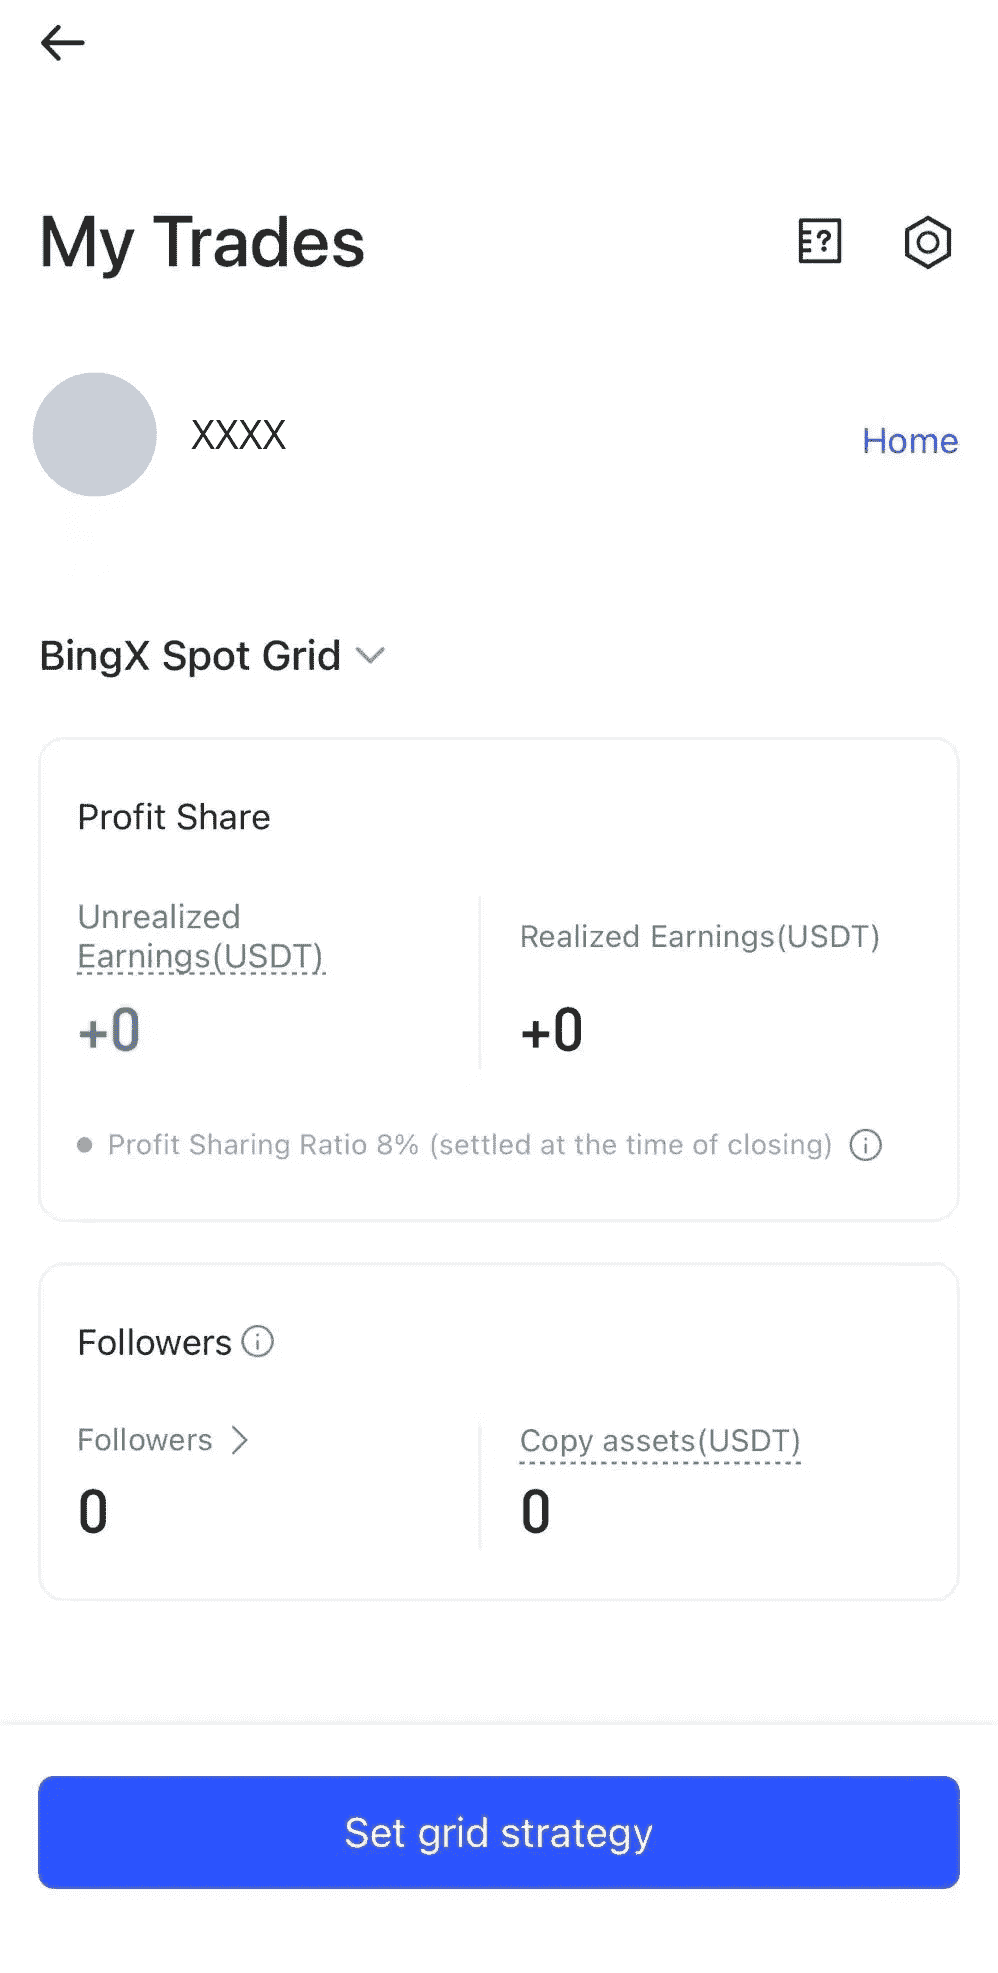 My Trades
XXXX
Home
BingX Spot Grid
Profit Share
Unrealized
Earnings(USDT)
+0
Realized Earnings(USDT)
+0
Profit Sharing Ratio 8% (settled at the time of closing)
Followers
Followers
0
Copy assets(USDT)
0
Set grid strategy